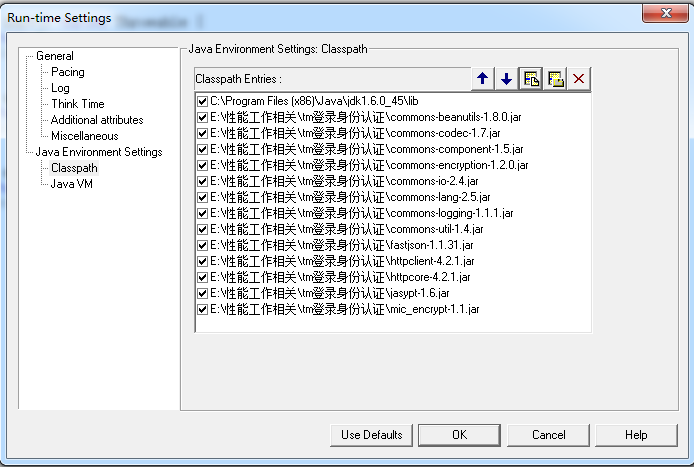 Run-time Settings
General
Pacing
Log
Think Time
Additional attributes
Miscellaneous
Java Environment Settings
Classpath
Java VM
Java Environment Settings: Classpath
Classpath Entries :
C:\Program Files (x86)\Java\jdk1.6.0_45\lib
E:\性能工作相关\tm登录身份认证\commons-beanutils-1.8.0.jar
E:\性能工作相关\tm登录身份认证\commons-codec-1.7.jar
E:\性能工作相关\tm登录身份认证\commons-component-1.5.jar
E:\性能工作相关\tm登录身份认证\commons-encryption-1.2.0.jar
E:\性能工作相关\tm登录身份认证\commons-io-2.4.jar
E:\性能工作相关\tm登录身份认证\commons-lang-2.5.jar
E:\性能工作相关\tm登录身份认证\commons-logging-1.1.1.jar
E:\性能工作相关\tm登录身份认证\commons-util-1.4.jar
E:\性能工作相关\tm登录身份认证\fastjson-1.1.31.jar
E:\性能工作相关\tm登录身份认证\httpclient-4.2.1.jar
E:\性能工作相关\tm登录身份认证\httpcore-4.2.1.jar
E:\性能工作相关\tm登录身份认证\jasypt-1.6.jar
E:\性能工作相关\tm登录身份认证\mic_encrypt-1.1.jar
Use Defaults
OK
Cancel
Help